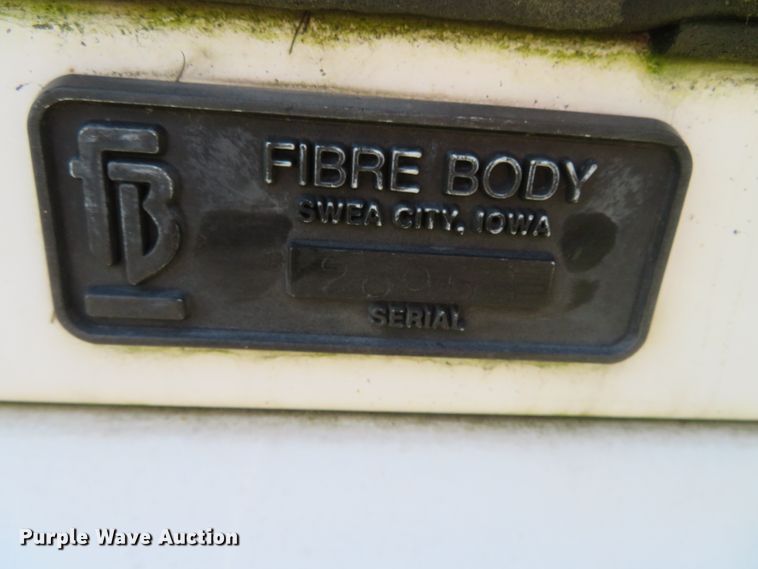 FB
FIBRE BODY
SWEA CITY, IOWA
SERIAL
Purple Wave Auction